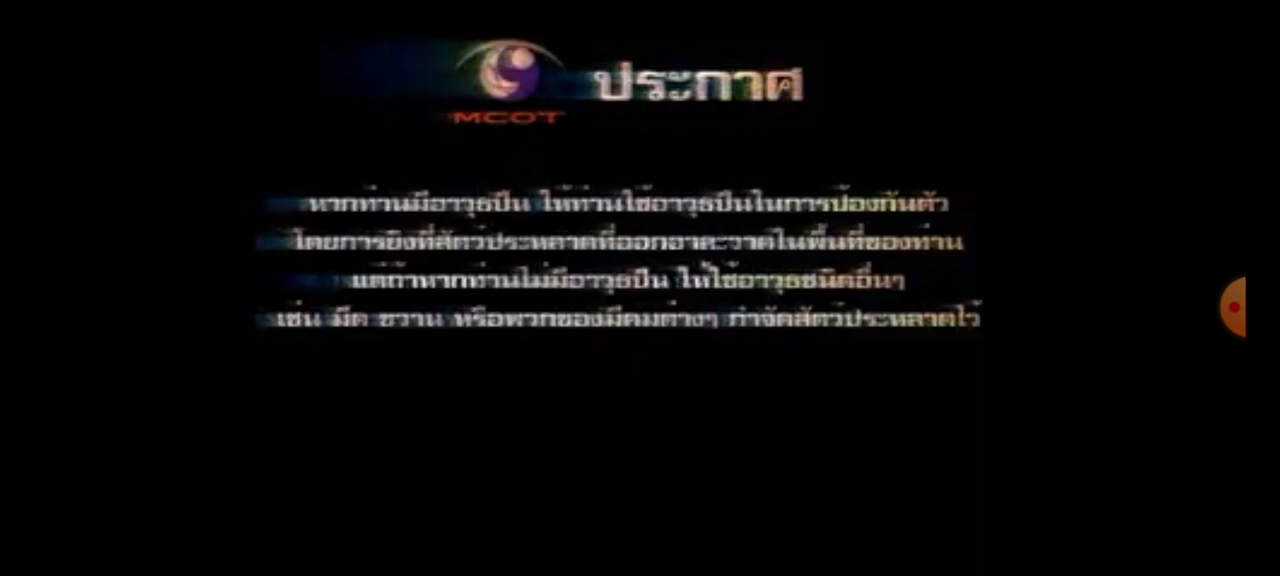 ประกาศ
MCOT
หากท่านมีอาวุธปืน ให้ท่านใช้อาวุธปืนในการป้องกันตัว
โดยการยิงที่สัตว์ประหลาดที่ออกอาละวาดในพื้นที่ของท่าน
แต่ถ้าหากท่านไม่มีอาวุธปืน ให้ใช้อาวุธชนิดอื่นๆ
เช่น มีด ขวาน หรือพวกของมีคมต่างๆ กำจัดสัตว์ประหลาดไว้